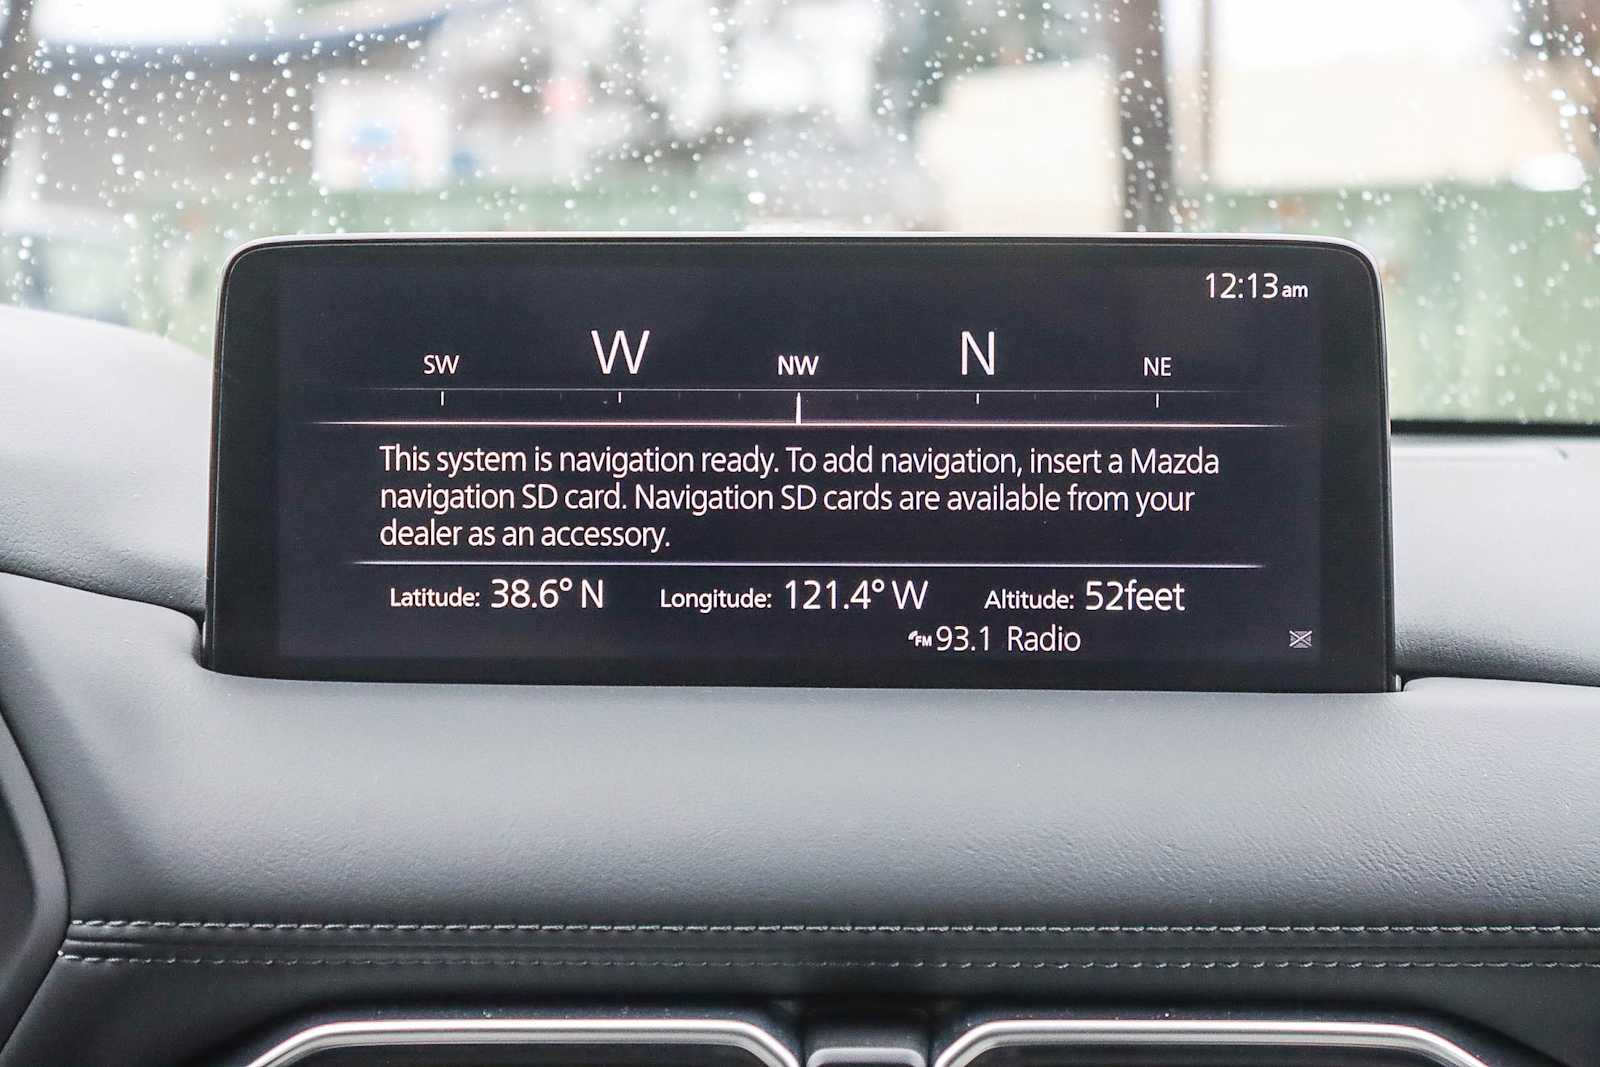 12:13am
SW W NW N NE
This system is navigation ready. To add navigation, insert a Mazda
navigation SD card. Navigation SD cards are available from your
dealer as an accessory.
Latitude: 38.6° N Longitude: 121.4° W Altitude: 52feet
FM 93.1 Radio